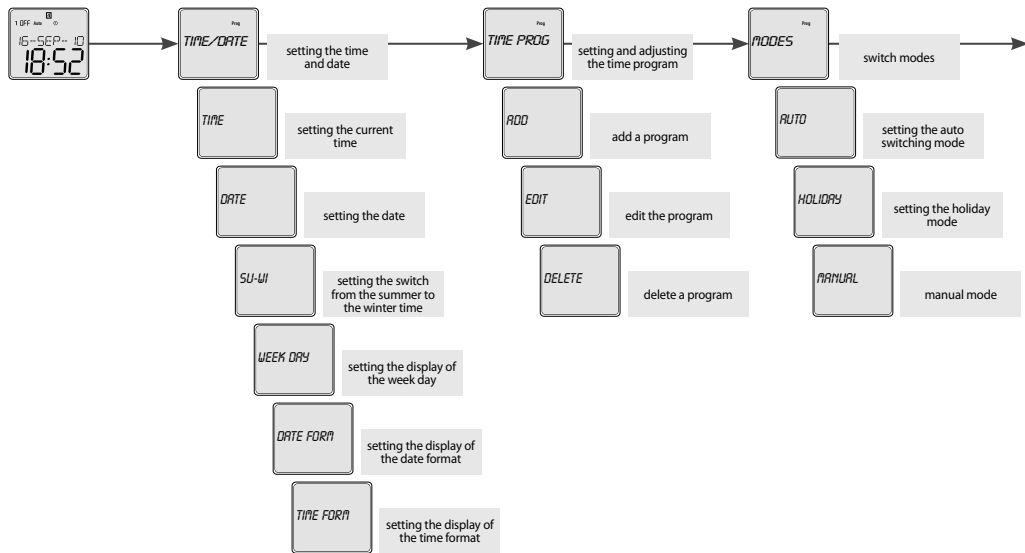 4
1 OFF Auto
16-SEP-10
18:52
Prog
TIME/DATE
setting the time
and date
TIME
setting the current
time
DATE
setting the date
SU-WI
setting the switch
from the summer to
the winter time
WEEK DAY
setting the display of
the week day
DATE FORM
setting the display of
the date format
TIME FORM
setting the display of
the time format
Prog
TIME PROG
setting and adjusting
the time program
ADD
add a program
EDIT
edit the program
DELETE
delete a program
Prog
MODES
switch modes
AUTO
setting the auto
switching mode
HOLIDAY
setting the holiday
mode
MANUAL
manual mode